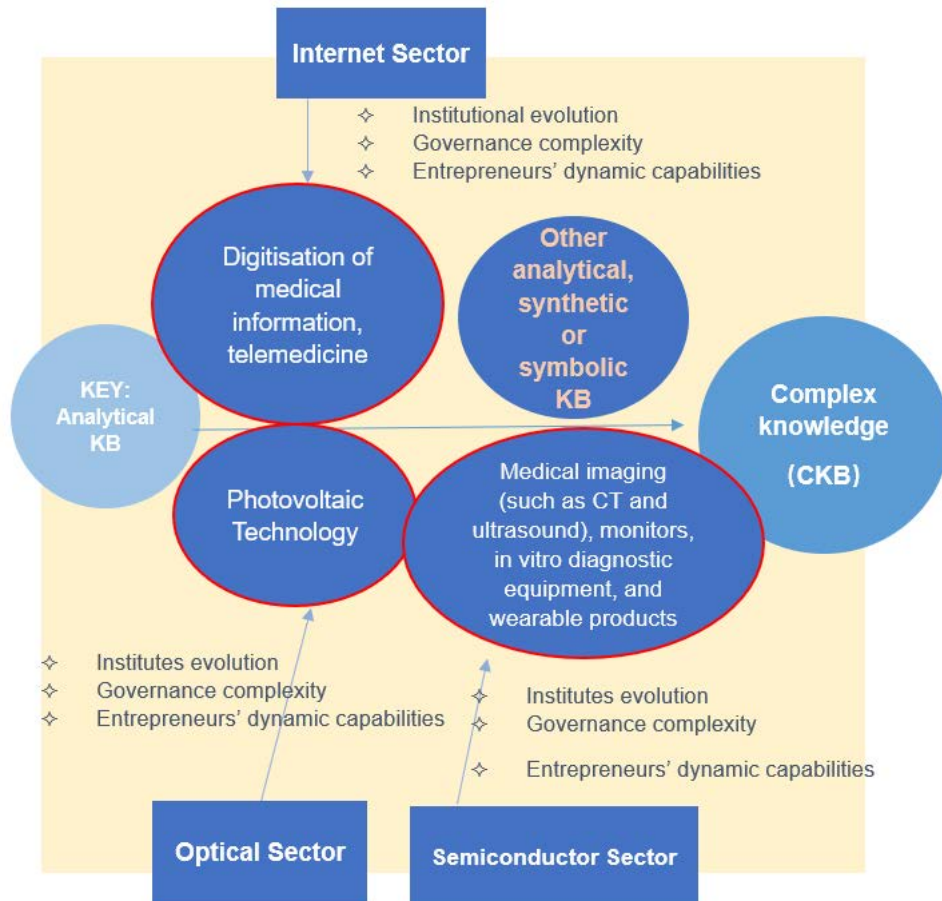 Internet Sector
✧ Institutional evolution
✧ Governance complexity
✧ Entrepreneurs’ dynamic capabilities
Digitisation of
medical
information,
telemedicine
Other
analytical,
synthetic
or
symbolic
KB
KEY:
Analytical
KB
Complex
knowledge
(CKB)
Photovoltaic
Technology
Medical imaging
(such as CT and
ultrasound), monitors,
in vitro diagnostic
equipment, and
wearable products
✧ Institutes evolution
✧ Governance complexity
✧ Entrepreneurs’ dynamic capabilities
✧ Institutes evolution
✧ Governance complexity
✧ Entrepreneurs’ dynamic capabilities
Optical Sector
Semiconductor Sector